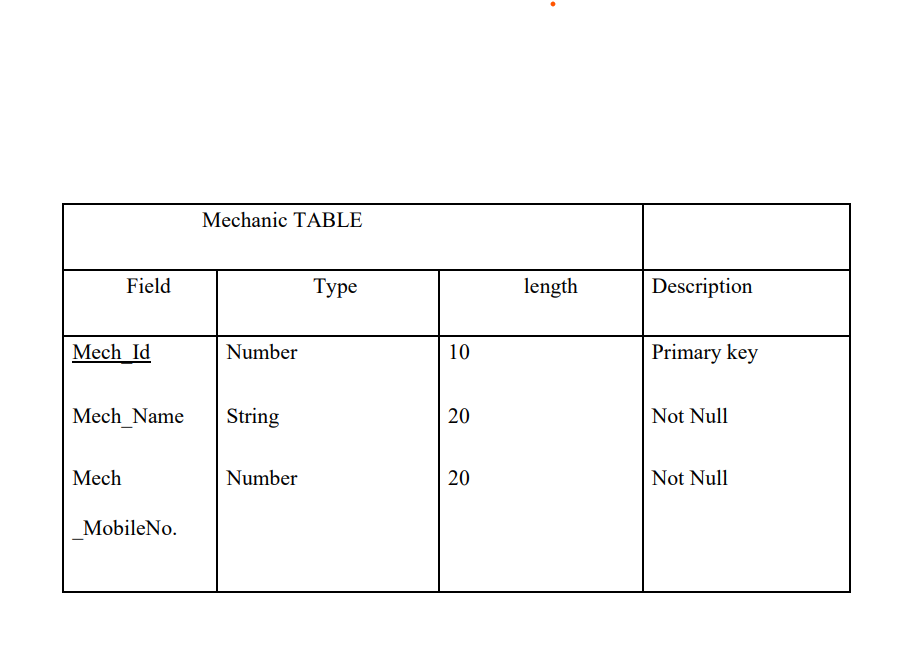 Mechanic TABLE
Field Type length Description
Mech_Id Number 10 Primary key
Mech_Name String 20 Not Null
Mech Number 20 Not Null
_MobileNo.